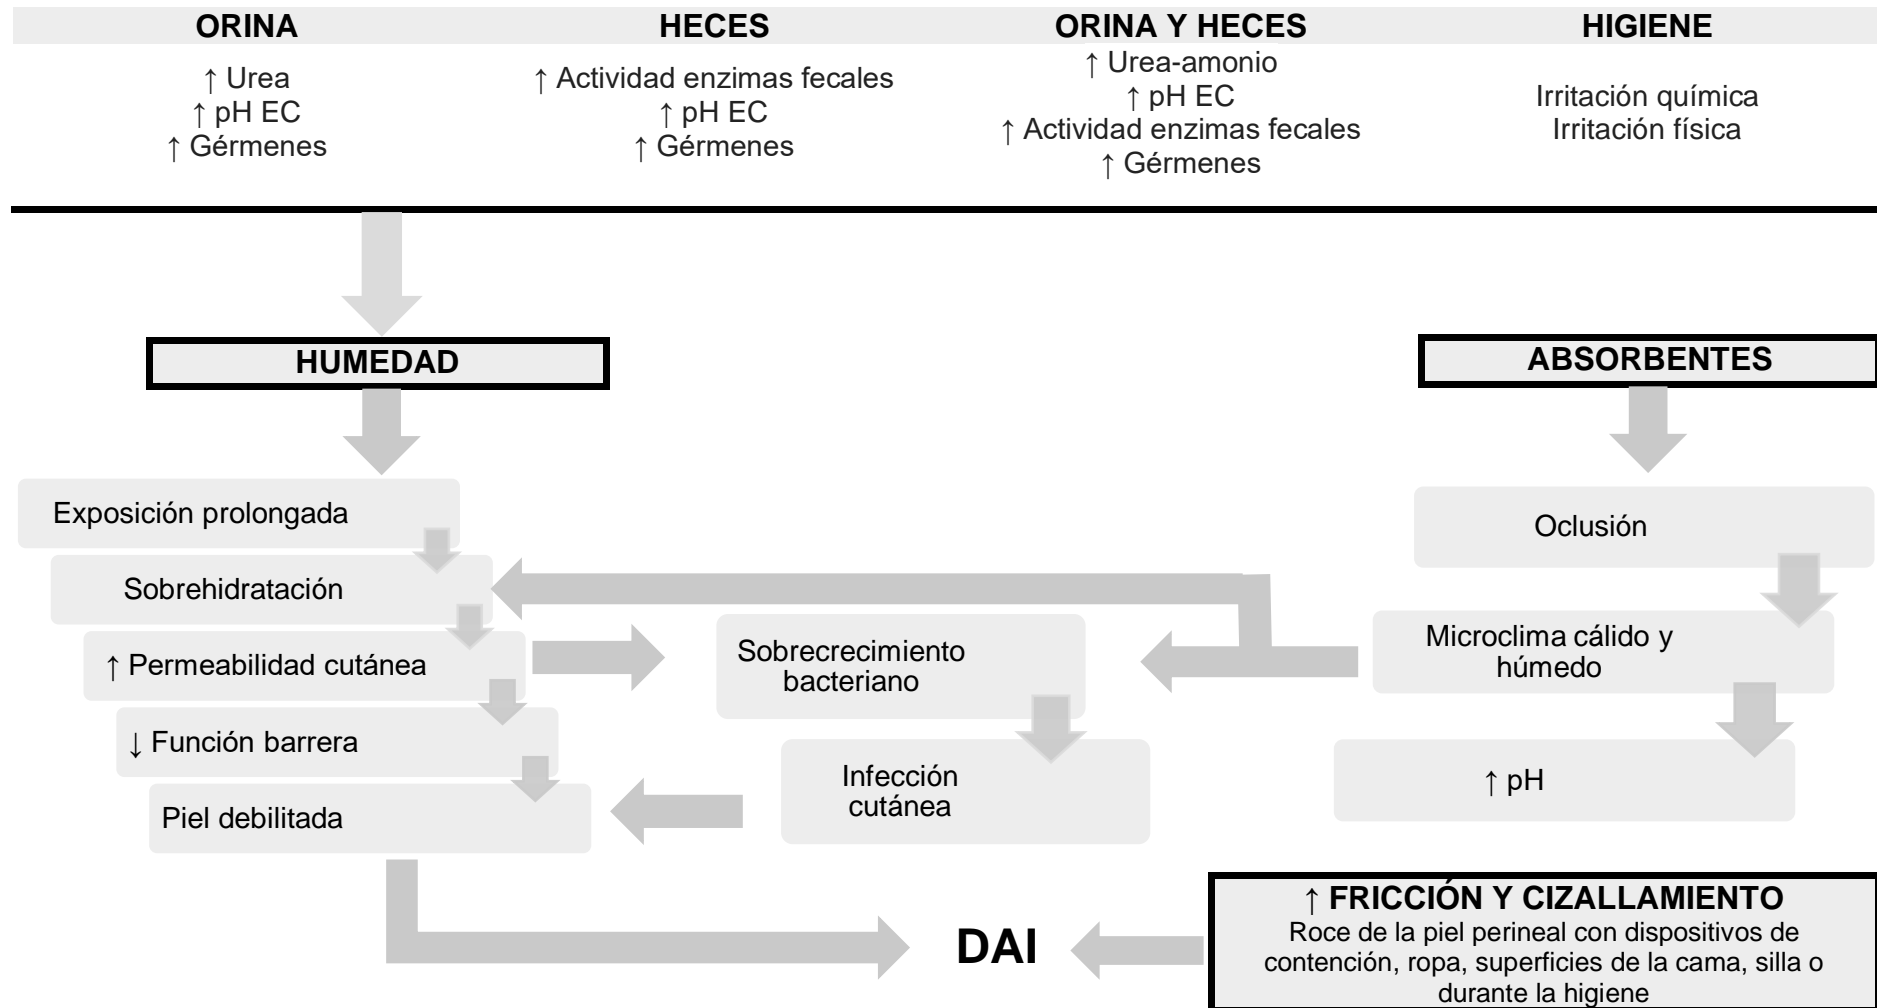 ORINA
HECES
ORINA Y HECES
HIGIENE
↑ Urea
↑ pH EC
↑ Gérmenes
↑ Actividad enzimas fecales
↑ pH EC
↑ Gérmenes
↑ Urea-amonio
↑ pH EC
↑ Actividad enzimas fecales
↑ Gérmenes
Irritación química
Irritación física
HUMEDAD
ABSORBENTES
Exposición prolongada
Sobrehidratación
↑ Permeabilidad cutánea
↓ Función barrera
Piel debilitada
Sobrecrecimiento
bacteriano
Infección
cutánea
Oclusión
Microclima cálido y
húmedo
↑ pH
DAI
↑ FRICCIÓN Y CIZALLAMIENTO
Roce de la piel perineal con dispositivos de
contención, ropa, superficies de la cama, silla o
durante la higiene